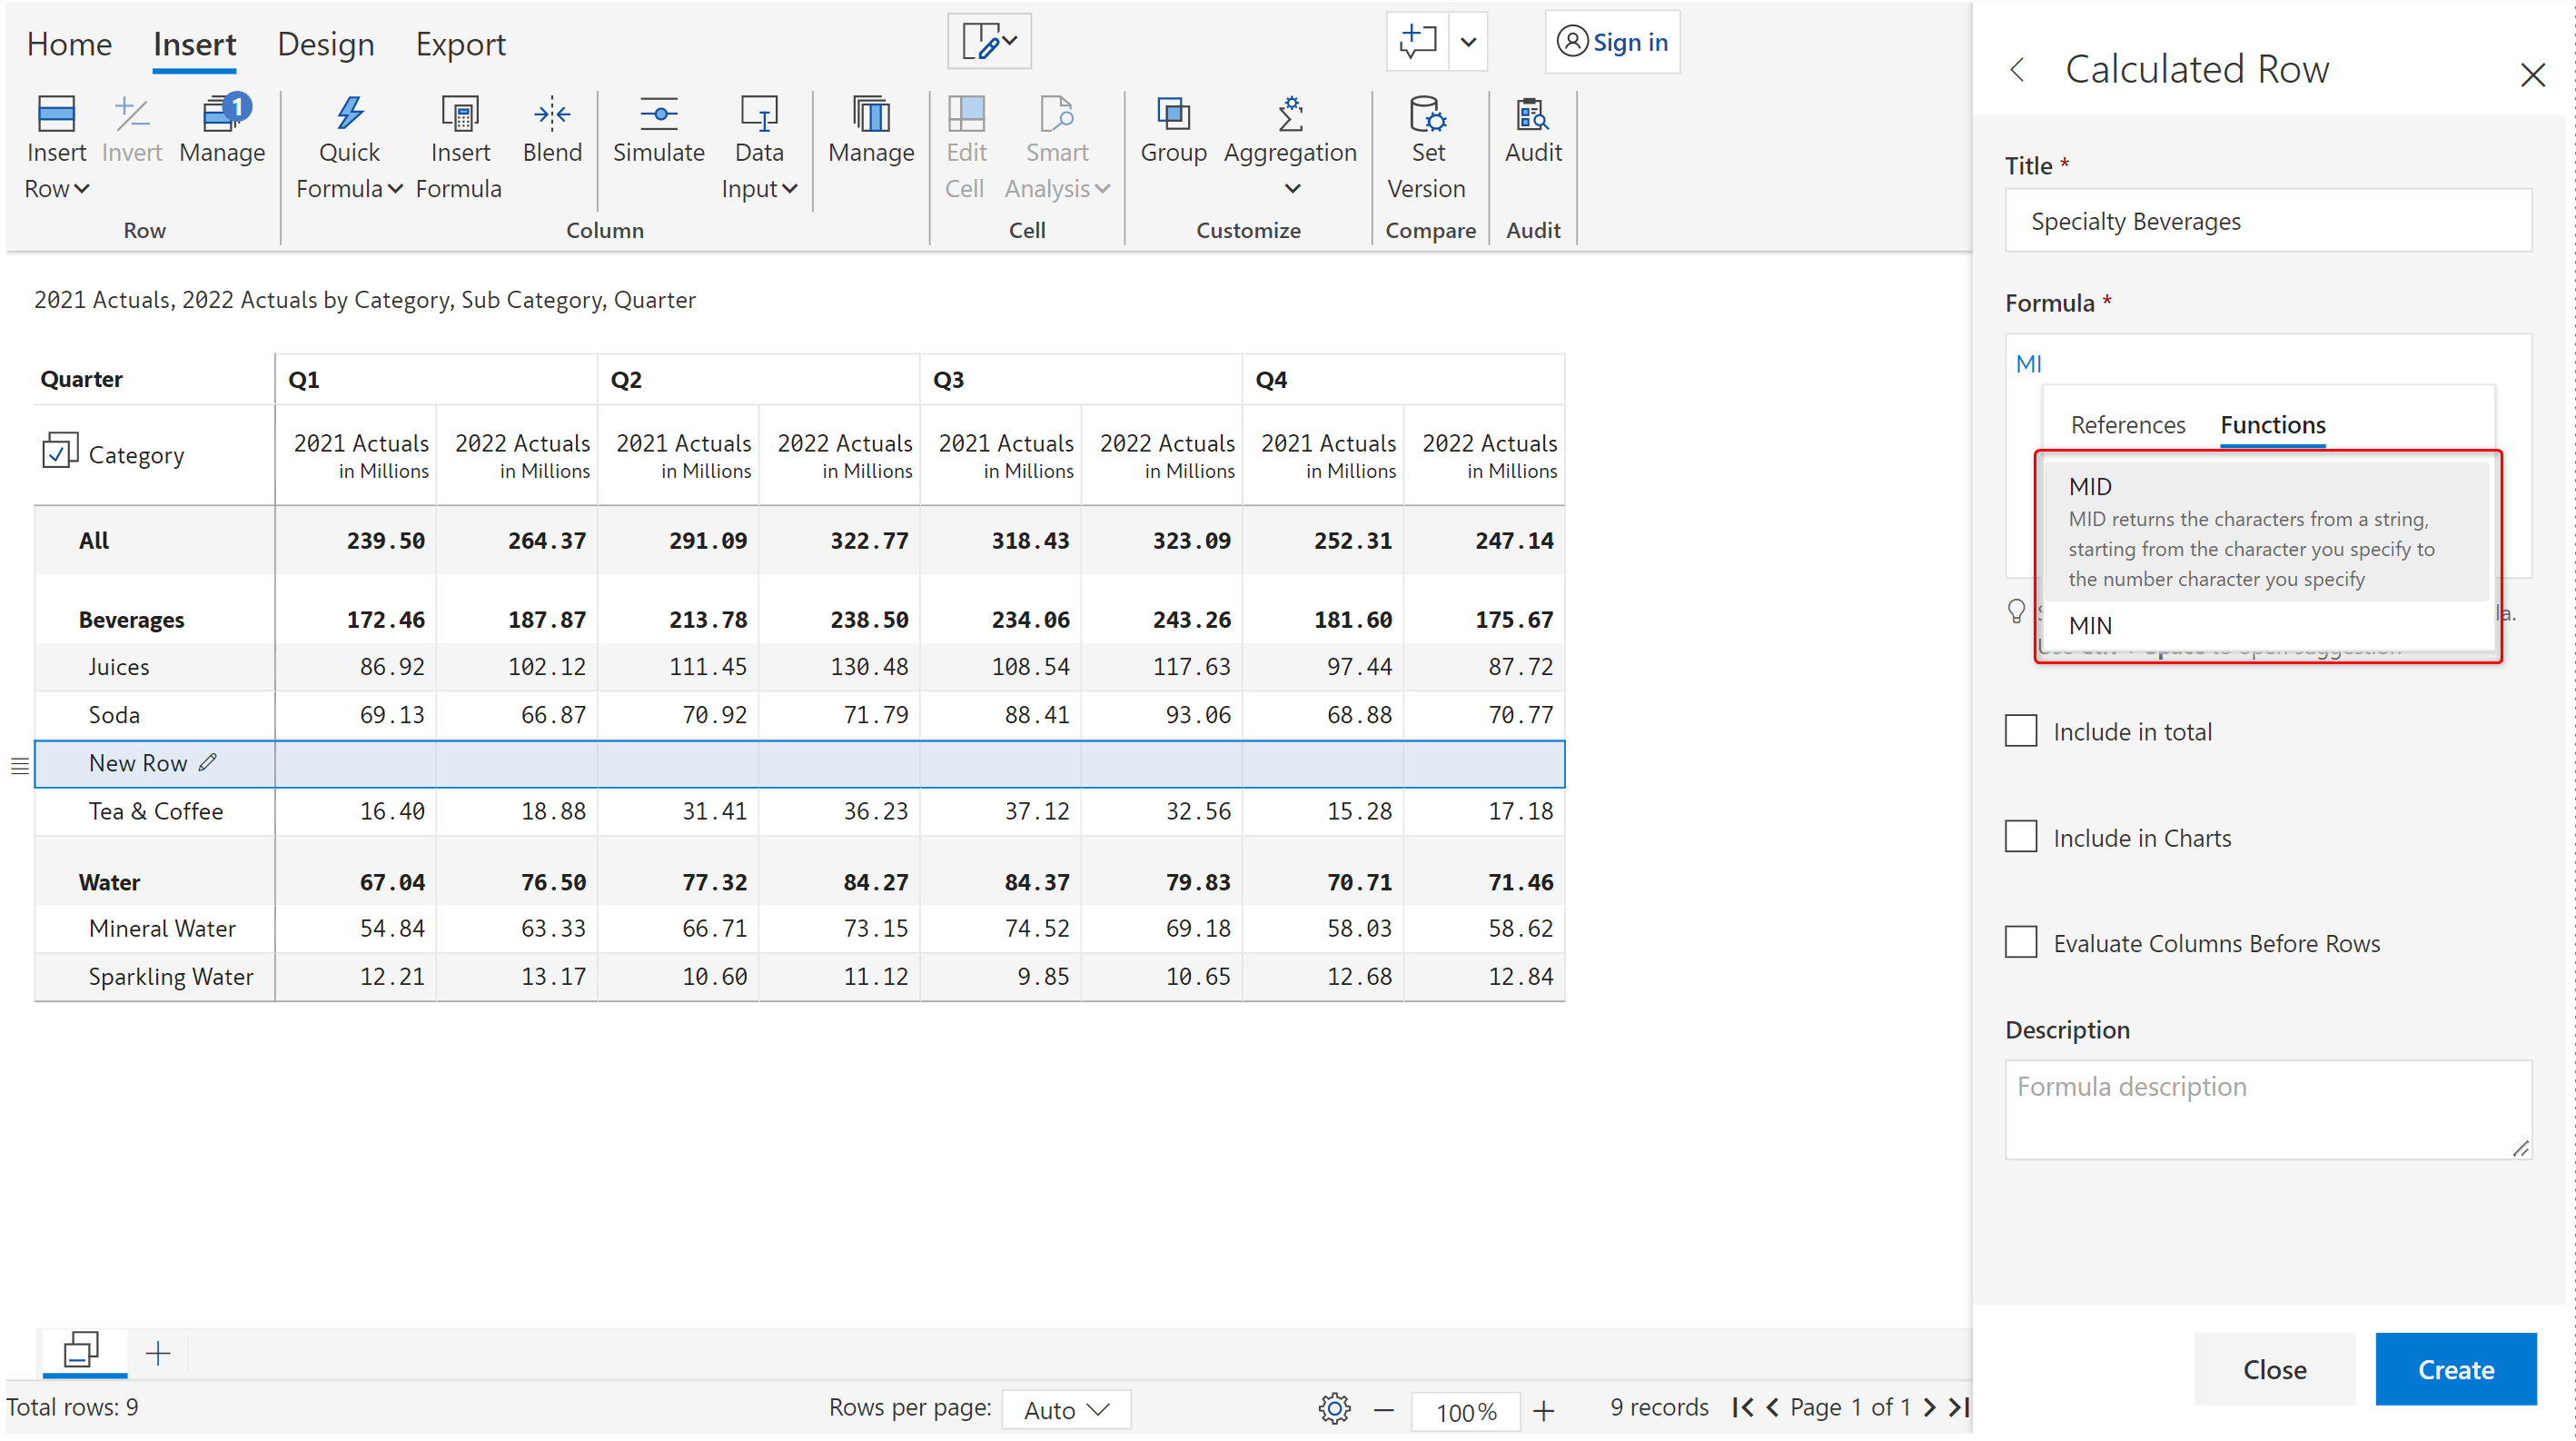 Home Insert Design Export Sign in
1
Insert Invert Manage Quick Insert Blend Simulate Data Manage Edit Smart Group Aggregation Set Audit
Row Formula Formula Input Cell Analysis Version
Row Column Cell Customize Compare Audit
2021 Actuals, 2022 Actuals by Category, Sub Category, Quarter
Quarter Q1 Q2 Q3 Q4
Category 2021 Actuals 2022 Actuals 2021 Actuals 2022 Actuals 2021 Actuals 2022 Actuals 2021 Actuals 2022 Actuals
in Millions in Millions in Millions in Millions in Millions in Millions in Millions in Millions
All 239.50 264.37 291.09 322.77 318.43 323.09 252.31 247.14
Beverages 172.46 187.87 213.78 238.50 234.06 243.26 181.60 175.67
Juices 86.92 102.12 111.45 130.48 108.54 117.63 97.44 87.72
Soda 69.13 66.87 70.92 71.79 88.41 93.06 68.88 70.77
New Row
Tea & Coffee 16.40 18.88 31.41 36.23 37.12 32.56 15.28 17.18
Water 67.04 76.50 77.32 84.27 84.37 79.83 70.71 71.46
Mineral Water 54.84 63.33 66.71 73.15 74.52 69.18 58.03 58.62
Sparkling Water 12.21 13.17 10.60 11.12 9.85 10.65 12.68 12.84
Total rows: 9 Rows per page: Auto 100% 9 records Page 1 of 1
Calculated Row
Title *
Specialty Beverages
Formula *
MI
References Functions
MID
MID returns the characters from a string,
starting from the character you specify to
the number character you specify
MIN
Include in total
Include in Charts
Evaluate Columns Before Rows
Description
Formula description
Close Create